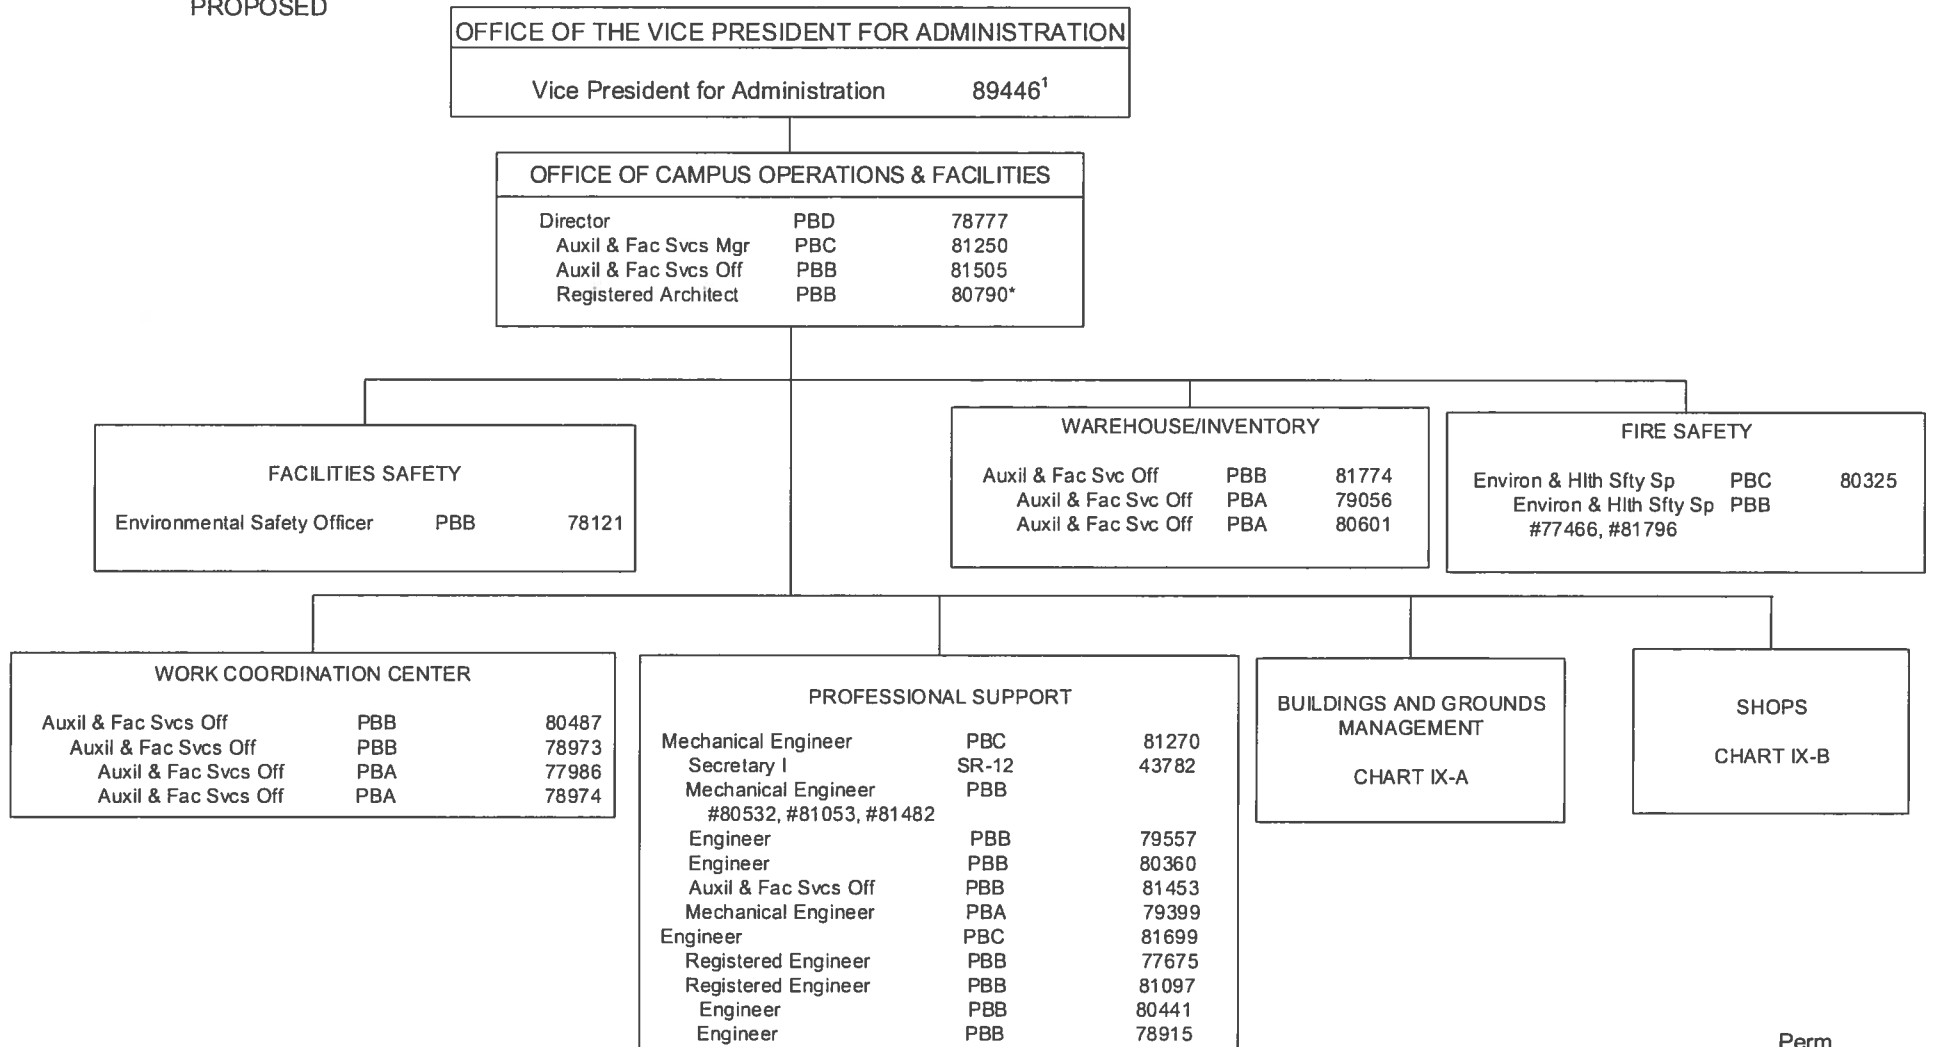 PROPOSED
OFFICE OF THE VICE PRESIDENT FOR ADMINISTRATION
Vice President for Administration 89446¹
OFFICE OF CAMPUS OPERATIONS & FACILITIES
Director PBD 78777
Auxil & Fac Svcs Mgr PBC 81250
Auxil & Fac Svcs Off PBB 81505
Registered Architect PBB 80790*
FACILITIES SAFETY
Environmental Safety Officer PBB 78121
WAREHOUSE/INVENTORY
Auxil & Fac Svc Off PBB 81774
Auxil & Fac Svc Off PBA 79056
Auxil & Fac Svc Off PBA 80601
FIRE SAFETY
Environ & Hlth Sfty Sp PBC 80325
Environ & Hlth Sfty Sp PBB
#77466, #81796
WORK COORDINATION CENTER
Auxil & Fac Svcs Off PBB 80487
Auxil & Fac Svcs Off PBB 78973
Auxil & Fac Svcs Off PBA 77986
Auxil & Fac Svcs Off PBA 78974
PROFESSIONAL SUPPORT
Mechanical Engineer PBC 81270
Secretary I SR-12 43782
Mechanical Engineer PBB
#80532, #81053, #81482
Engineer PBB 79557
Engineer PBB 80360
Auxil & Fac Svcs Off PBB 81453
Mechanical Engineer PBA 79399
Engineer PBC 81699
Registered Engineer PBB 77675
Registered Engineer PBB 81097
Engineer PBB 80441
Engineer PBB 78915
BUILDINGS AND GROUNDS
MANAGEMENT
CHART IX-A
SHOPS
CHART IX-B
Perm